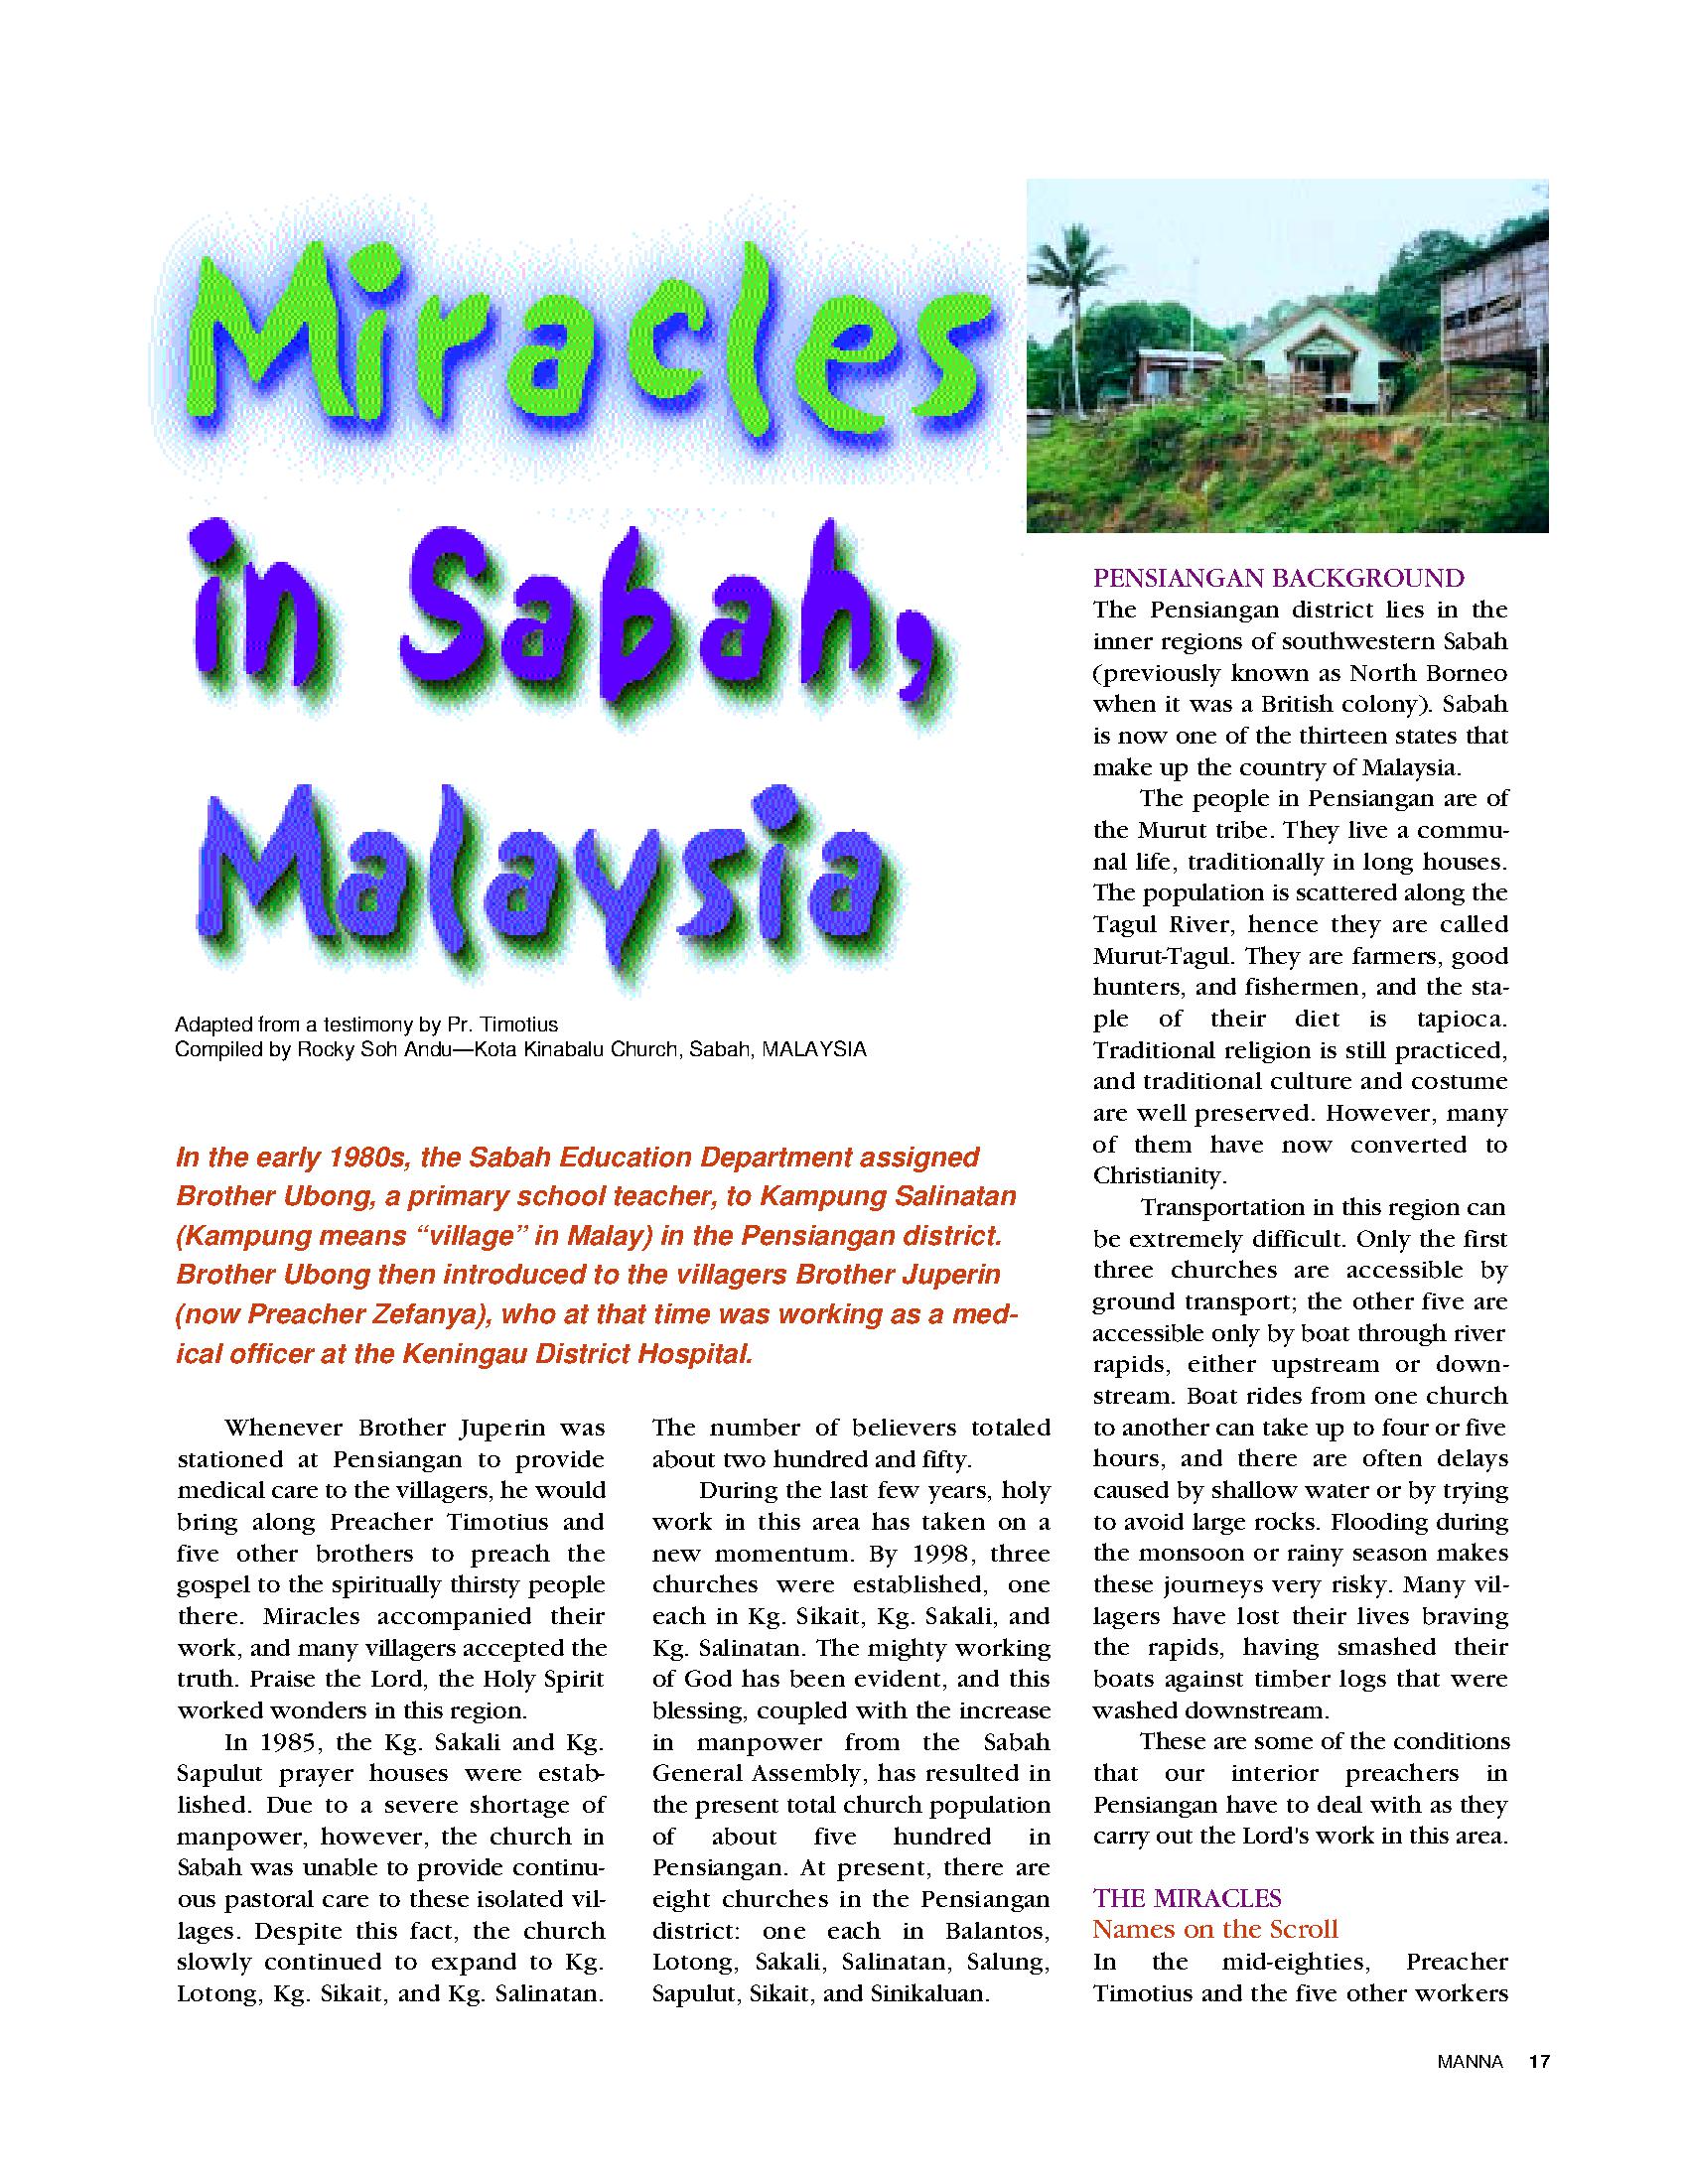 Miracles
in Sabah,
Malaysia
Adapted from a testimony by Pr. Timotius
Compiled by Rocky Soh Andu—Kota Kinabalu Church, Sabah, MALAYSIA
In the early 1980s, the Sabah Education Department assigned
Brother Ubong, a primary school teacher, to Kampung Salinatan
(Kampung means “village” in Malay) in the Pensiangan district.
Brother Ubong then introduced to the villagers Brother Juperin
(now Preacher Zefanya), who at that time was working as a med-
ical officer at the Keningau District Hospital.
Whenever Brother Juperin was
stationed at Pensiangan to provide
medical care to the villagers, he would
bring along Preacher Timotius and
five other brothers to preach the
gospel to the spiritually thirsty people
there. Miracles accompanied their
work, and many villagers accepted the
truth. Praise the Lord, the Holy Spirit
worked wonders in this region.
In 1985, the Kg. Sakali and Kg.
Sapulut prayer houses were estab-
lished. Due to a severe shortage of
manpower, however, the church in
Sabah was unable to provide continu-
ous pastoral care to these isolated vil-
lages. Despite this fact, the church
slowly continued to expand to Kg.
Lotong, Kg. Sikait, and Kg. Salinatan.
The number of believers totaled
about two hundred and fifty.
During the last few years, holy
work in this area has taken on a
new momentum. By 1998, three
churches were established, one
each in Kg. Sikait, Kg. Sakali, and
Kg. Salinatan. The mighty working
of God has been evident, and this
blessing, coupled with the increase
in manpower from the Sabah
General Assembly, has resulted in
the present total church population
of about five hundred in
Pensiangan. At present, there are
eight churches in the Pensiangan
district: one each in Balantos,
Lotong, Sakali, Salinatan, Salung,
Sapulut, Sikait, and Sinikaluan.
PENSIANGAN BACKGROUND
The Pensiangan district lies in the
inner regions of southwestern Sabah
(previously known as North Borneo
when it was a British colony). Sabah
is now one of the thirteen states that
make up the country of Malaysia.
The people in Pensiangan are of
the Murut tribe. They live a commu-
nal life, traditionally in long houses.
The population is scattered along the
Tagul River, hence they are called
Murut-Tagul. They are farmers, good
hunters, and fishermen, and the sta-
ple of their diet is tapioca.
Traditional religion is still practiced,
and traditional culture and costume
are well preserved. However, many
of them have now converted to
Christianity.
Transportation in this region can
be extremely difficult. Only the first
three churches are accessible by
ground transport; the other five are
accessible only by boat through river
rapids, either upstream or down-
stream. Boat rides from one church
to another can take up to four or five
hours, and there are often delays
caused by shallow water or by trying
to avoid large rocks. Flooding during
the monsoon or rainy season makes
these journeys very risky. Many vil-
lagers have lost their lives braving
the rapids, having smashed their
boats against timber logs that were
washed downstream.
These are some of the conditions
that our interior preachers in
Pensiangan have to deal with as they
carry out the Lord's work in this area.
THE MIRACLES
Names on the Scroll
In the mid-eighties, Preacher
Timotius and the five other workers
MANNA 17